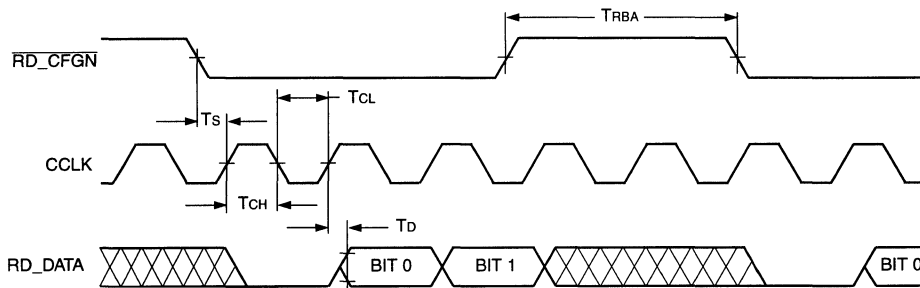 TRBA
RD_CFGN
TCL
TS
CCLK
TCH
TD
RD_DATA
BIT 0
BIT 1
BIT 0